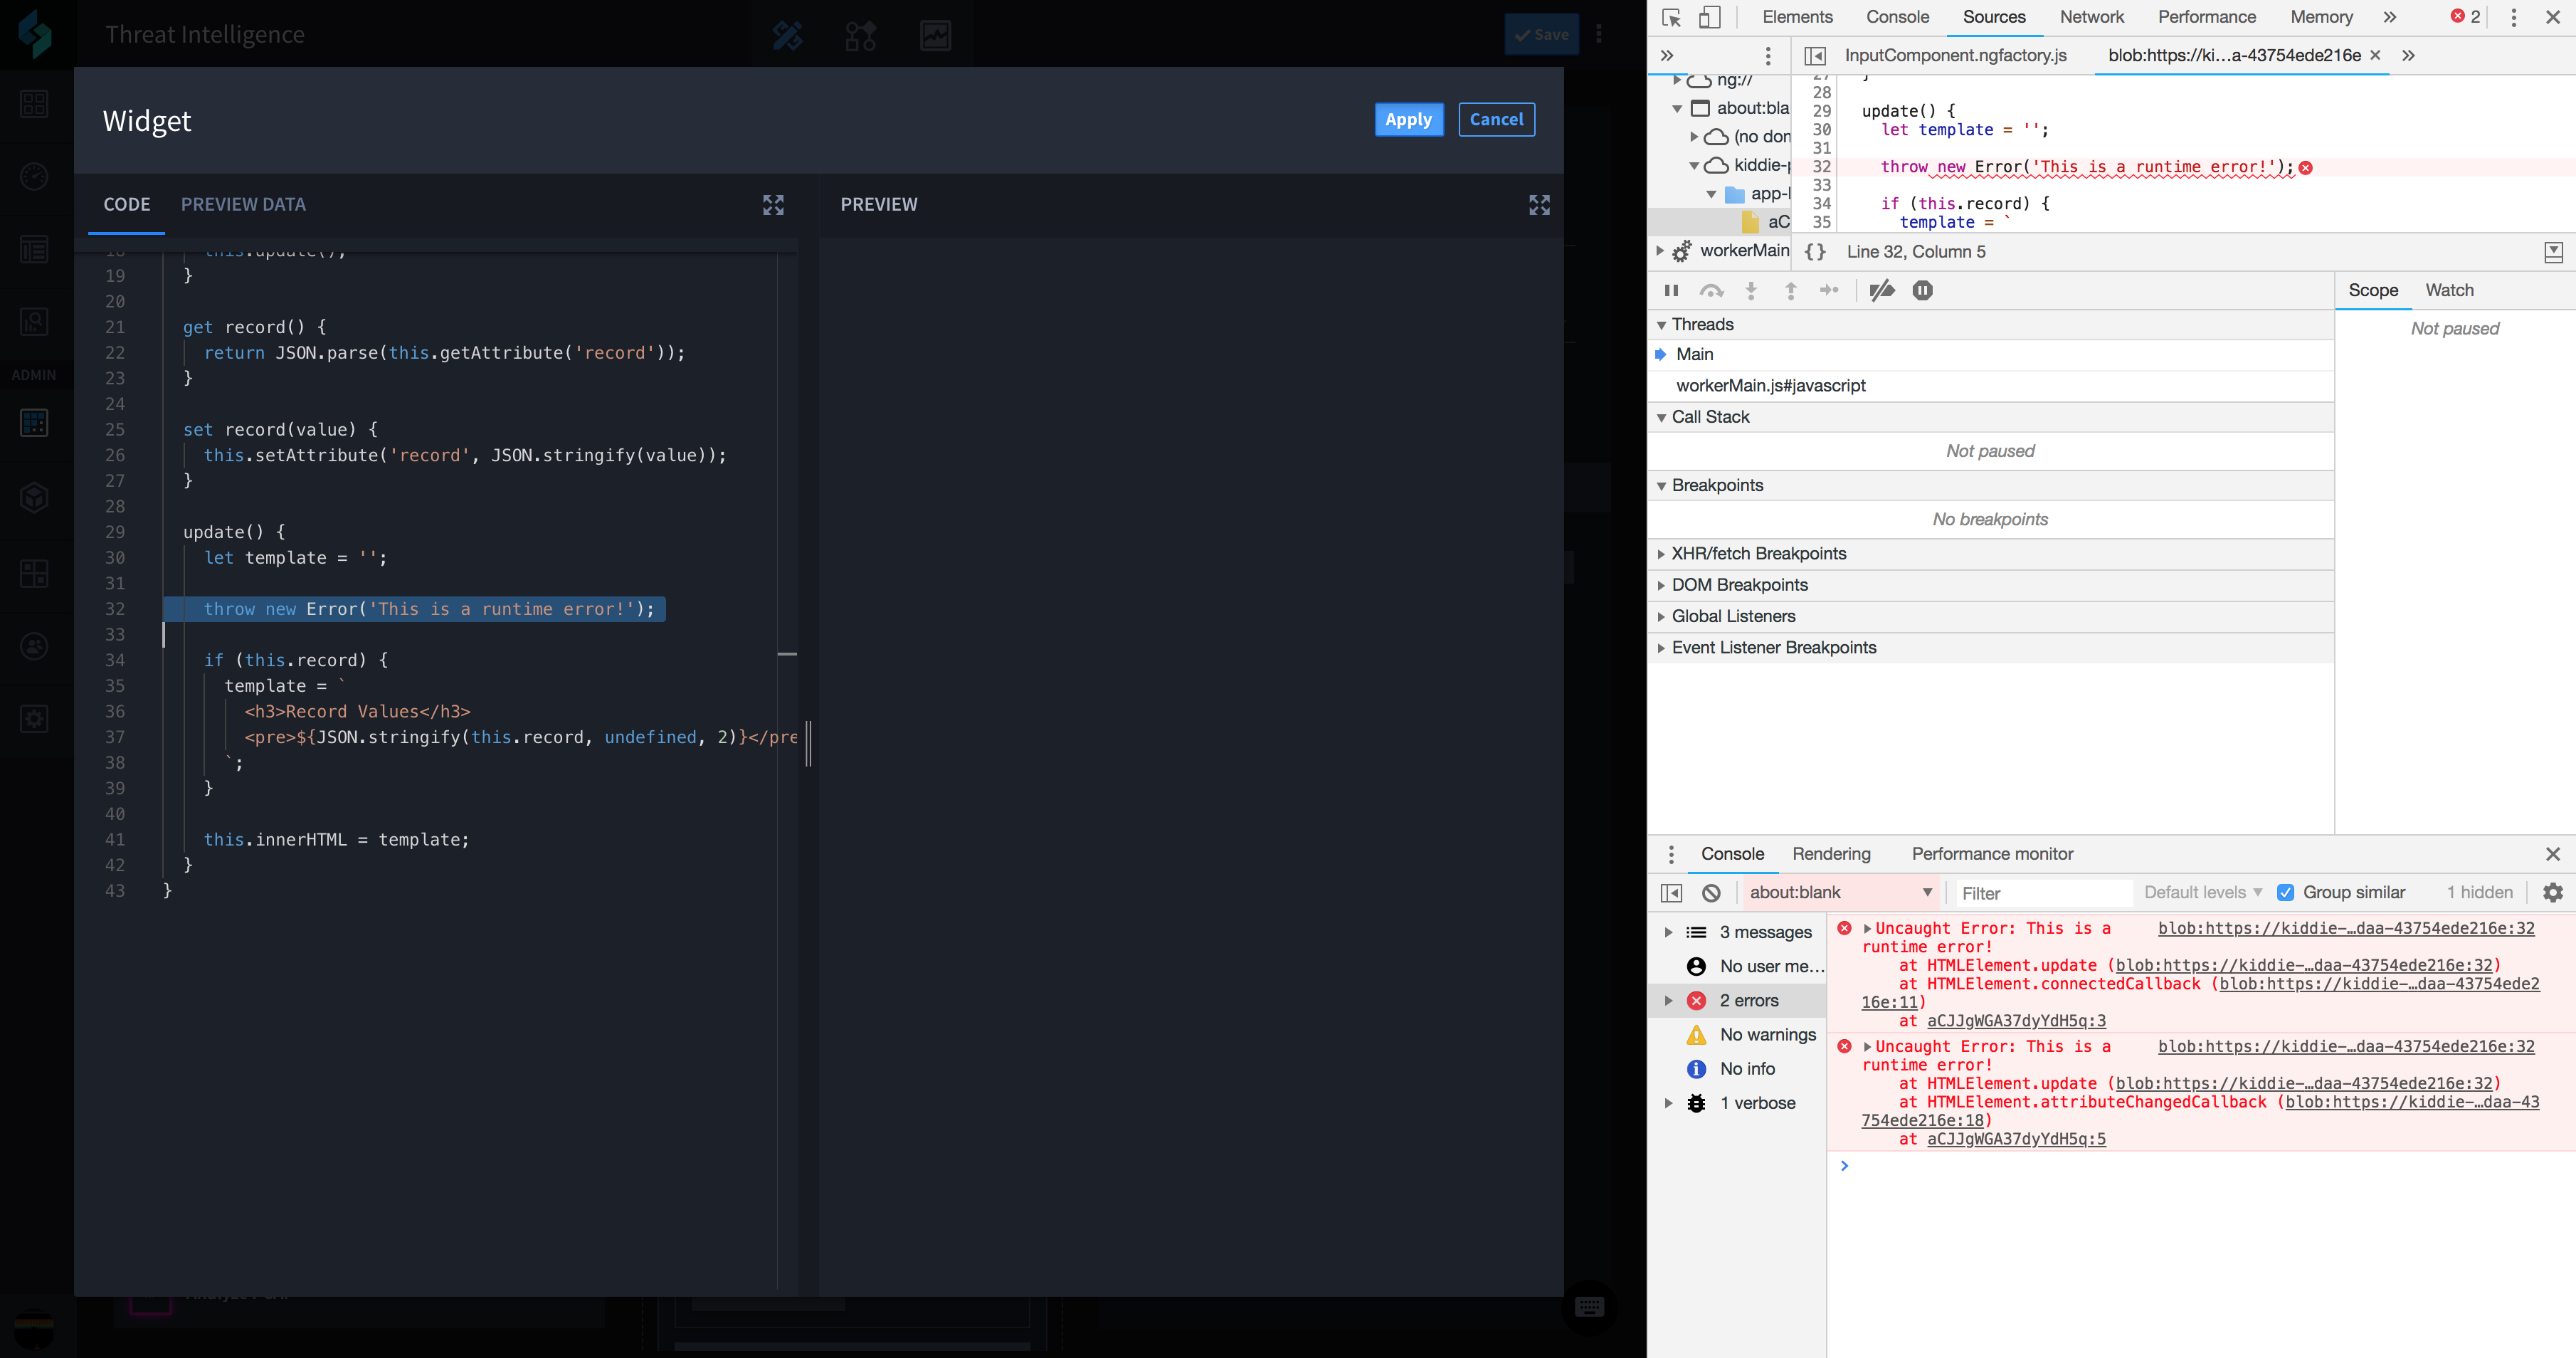 Threat Intelligence
Save
Widget
Apply
Cancel
CODE
PREVIEW DATA
PREVIEW
ADMIN
18 this.update();
19 }
20
21 get record() {
22 return JSON.parse(this.getAttribute('record'));
23 }
24
25 set record(value) {
26 this.setAttribute('record', JSON.stringify(value));
27 }
28
29 update() {
30 let template = '';
31
32 throw new Error('This is a runtime error!');
33
34 if (this.record) {
35 template = `
36 <h3>Record Values</h3>
37 <pre>${JSON.stringify(this.record, undefined, 2)}</pre
38 `;
39 }
40
41 this.innerHTML = template;
42 }
43 }
Elements
Console
Sources
Network
Performance
Memory
2
InputComponent.ngfactory.js
blob:https://ki…a-43754ede216e
ng://
about:bla
(no don
kiddie-p
app-l
aC
workerMain
27 }
28
29 update() {
30 let template = '';
31
32 throw new Error('This is a runtime error!');
33
34 if (this.record) {
35 template = `
{} Line 32, Column 5
Scope
Watch
Not paused
Threads
Main
workerMain.js#javascript
Call Stack
Not paused
Breakpoints
No breakpoints
XHR/fetch Breakpoints
DOM Breakpoints
Global Listeners
Event Listener Breakpoints
Console
Rendering
Performance monitor
about:blank
Filter
Default levels
Group similar
1 hidden
3 messages
No user me…
2 errors
No warnings
No info
1 verbose
Uncaught Error: This is a blob:https://kiddie-…daa-43754ede216e:32
runtime error!
at HTMLElement.update (blob:https://kiddie-…daa-43754ede216e:32)
at HTMLElement.connectedCallback (blob:https://kiddie-…daa-43754ede2
16e:11)
at aCJJgWGA37dyYdH5q:3
Uncaught Error: This is a blob:https://kiddie-…daa-43754ede216e:32
runtime error!
at HTMLElement.update (blob:https://kiddie-…daa-43754ede216e:32)
at HTMLElement.attributeChangedCallback (blob:https://kiddie-…daa-43
754ede216e:18)
at aCJJgWGA37dyYdH5q:5